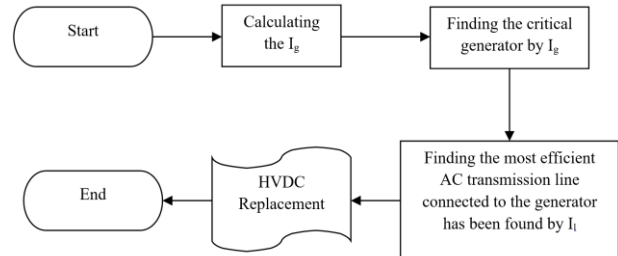 Start
Calculating
the Ig
Finding the critical
generator by Ig
Finding the most efficient
AC transmission line
connected to the generator
has been found by Il
HVDC
Replacement
End